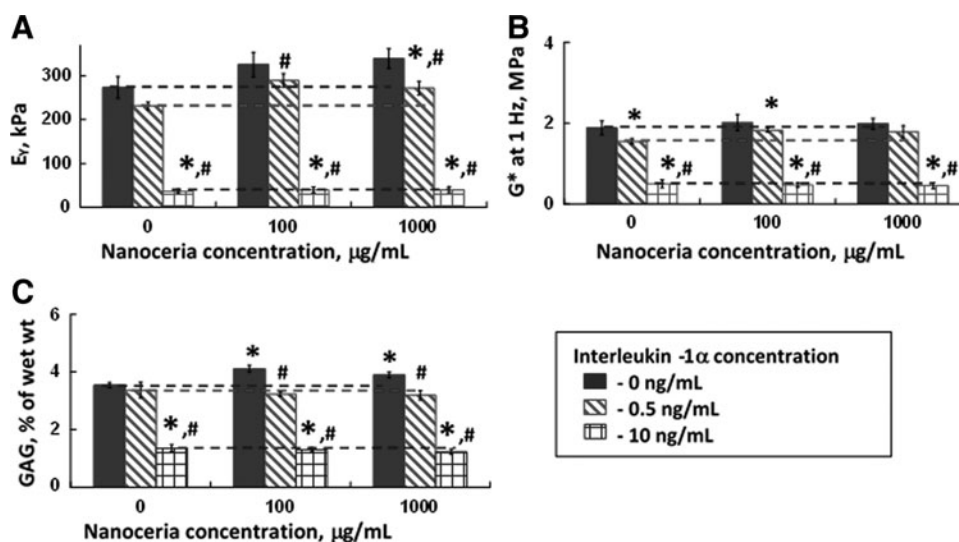 A
300
200
100
0
E_Y, kPa
#
*,#
*,#
*,#
*,#
0 100 1000
Nanoceria concentration, µg/mL
B
4
2
0
G* at 1 Hz, MPa
*
*
*,#
*,#
*,#
0 100 1000
Nanoceria concentration, µg/mL
C
6
4
2
0
GAG, % of wet wt
* #
* #
*,#
*,#
*,#
0 100 1000
Nanoceria concentration, µg/mL
Interleukin -1α concentration
- 0 ng/mL
- 0.5 ng/mL
- 10 ng/mL